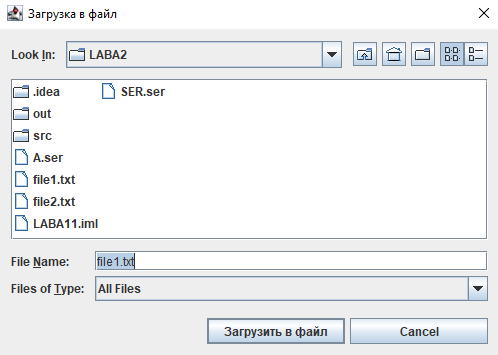 Загрузка в файл
Look In: LABA2
.idea SER.ser
out
src
A.ser
file1.txt
file2.txt
LABA11.iml
File Name: file1.txt
Files of Type: All Files
Загрузить в файл Cancel